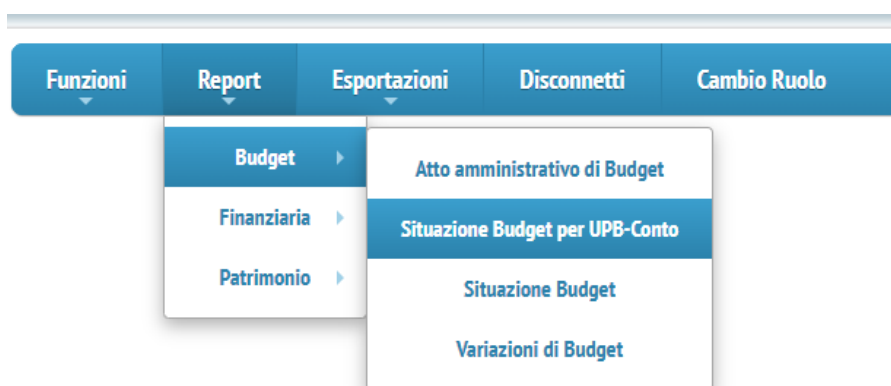 Funzioni
Report
Esportazioni
Disconnetti
Cambio Ruolo
Budget
Finanziaria
Patrimonio
Atto amministrativo di Budget
Situazione Budget per UPB-Conto
Situazione Budget
Variazioni di Budget